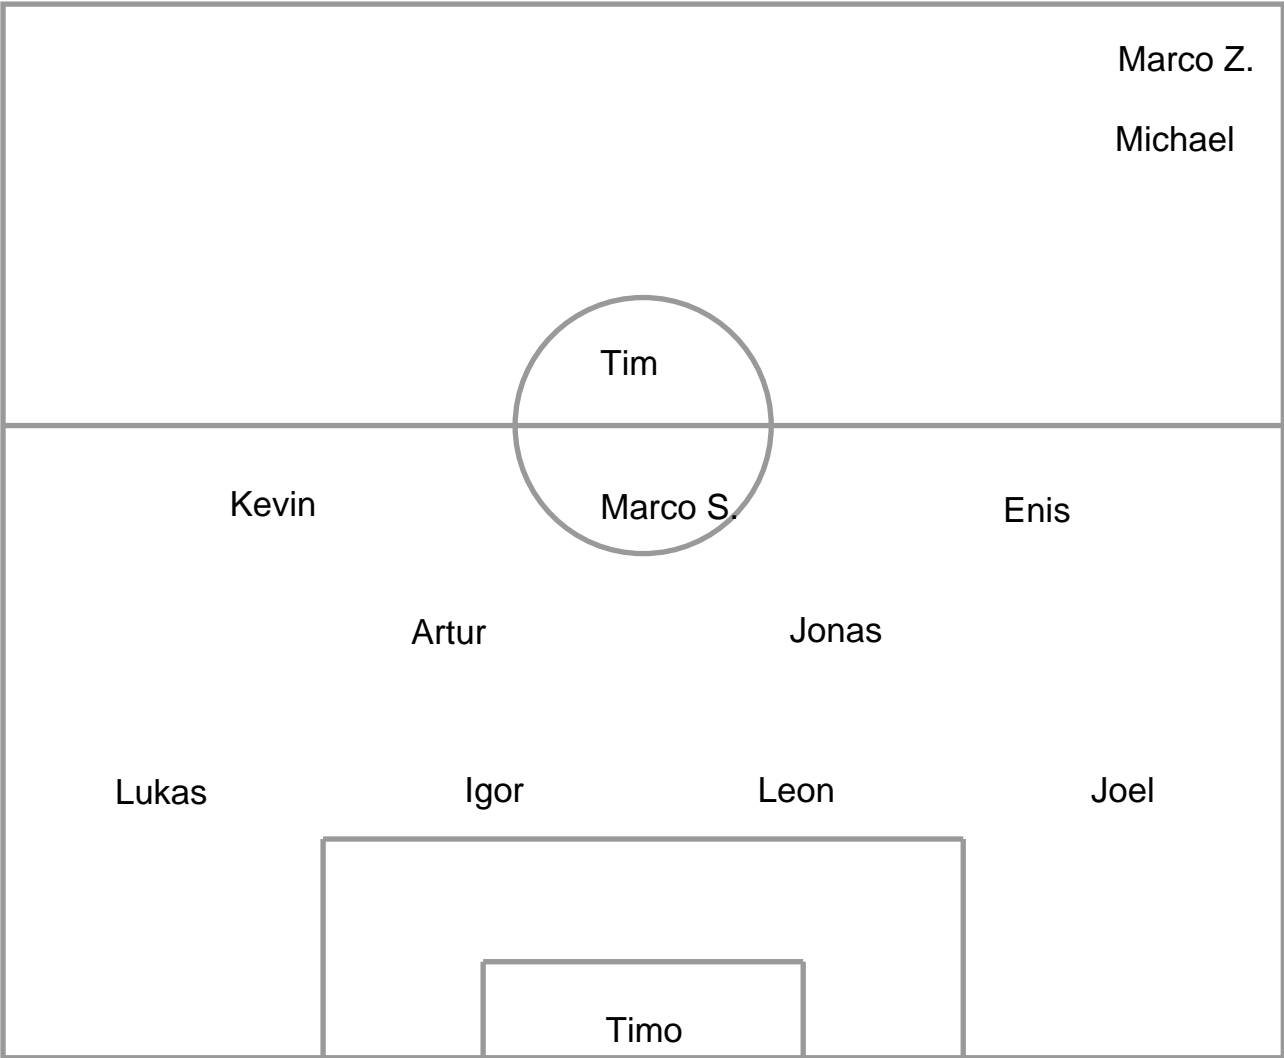 Marco Z.
Michael
Tim
Kevin Marco S. Enis
Artur Jonas
Lukas Igor Leon Joel
Timo